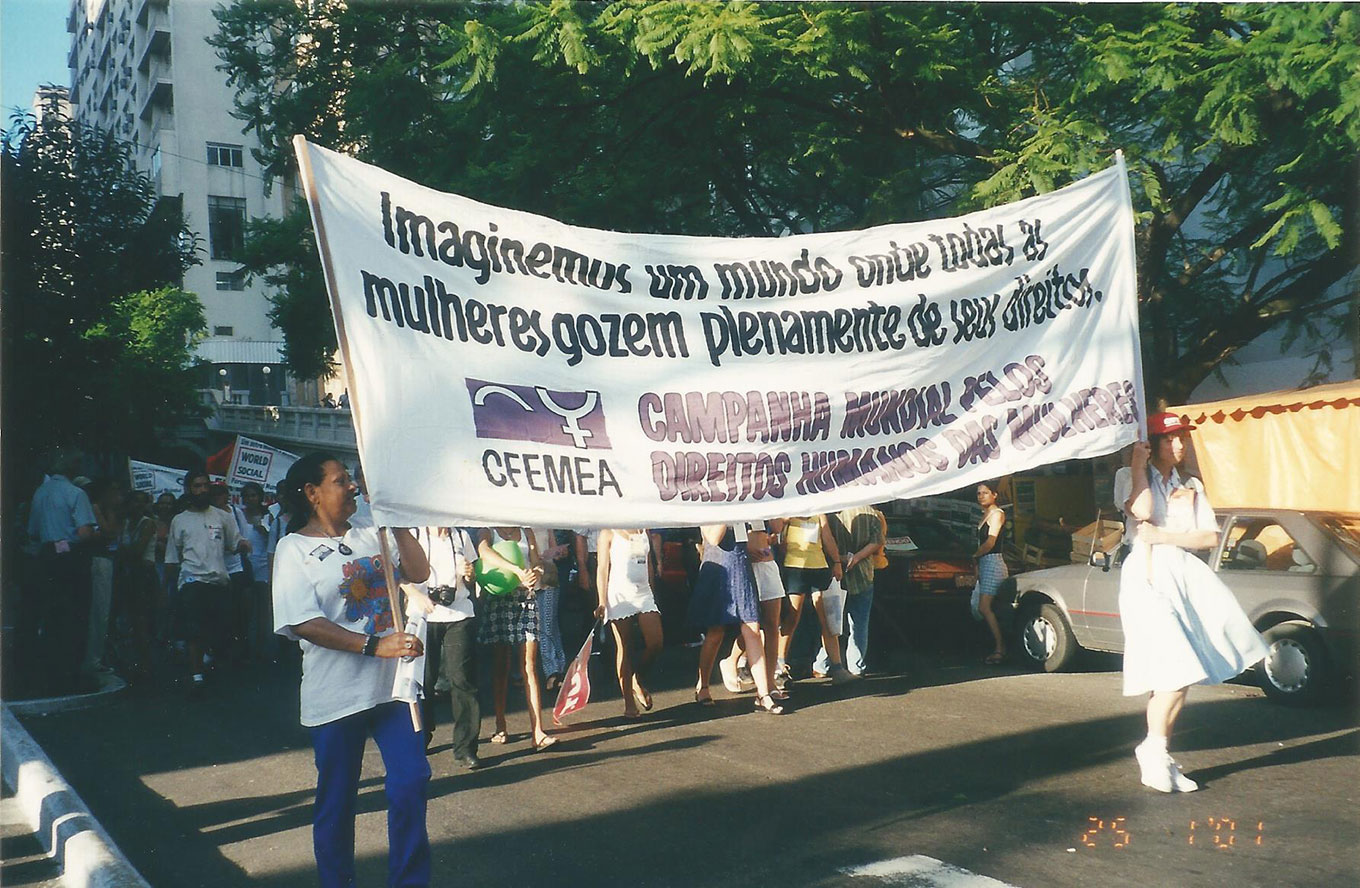 Imaginemos um mundo onde todas as
mulheres gozem plenamente de seus direitos.
CFEMEA
CAMPANHA MUNDIAL PELOS
DIREITOS HUMANOS DAS MULHERES
WORLD
SOCIAL
25 1'01